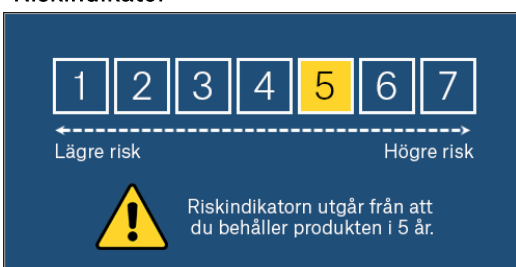 Riskindikator
1 2 3 4 5 6 7
Lägre risk Högre risk
Riskindikatorn utgår från att
du behåller produkten i 5 år.